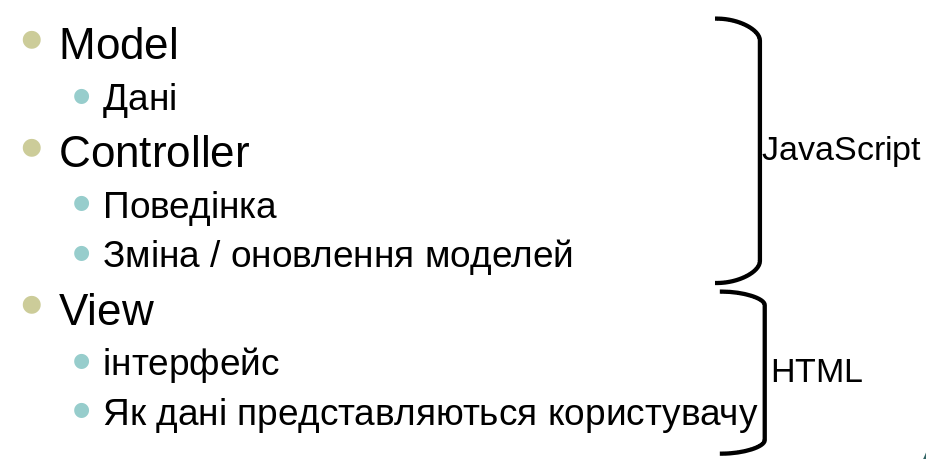 Model
Дані
Controller
Поведінка
Зміна / оновлення моделей
JavaScript
View
інтерфейс
Як дані представляються користувачу
HTML